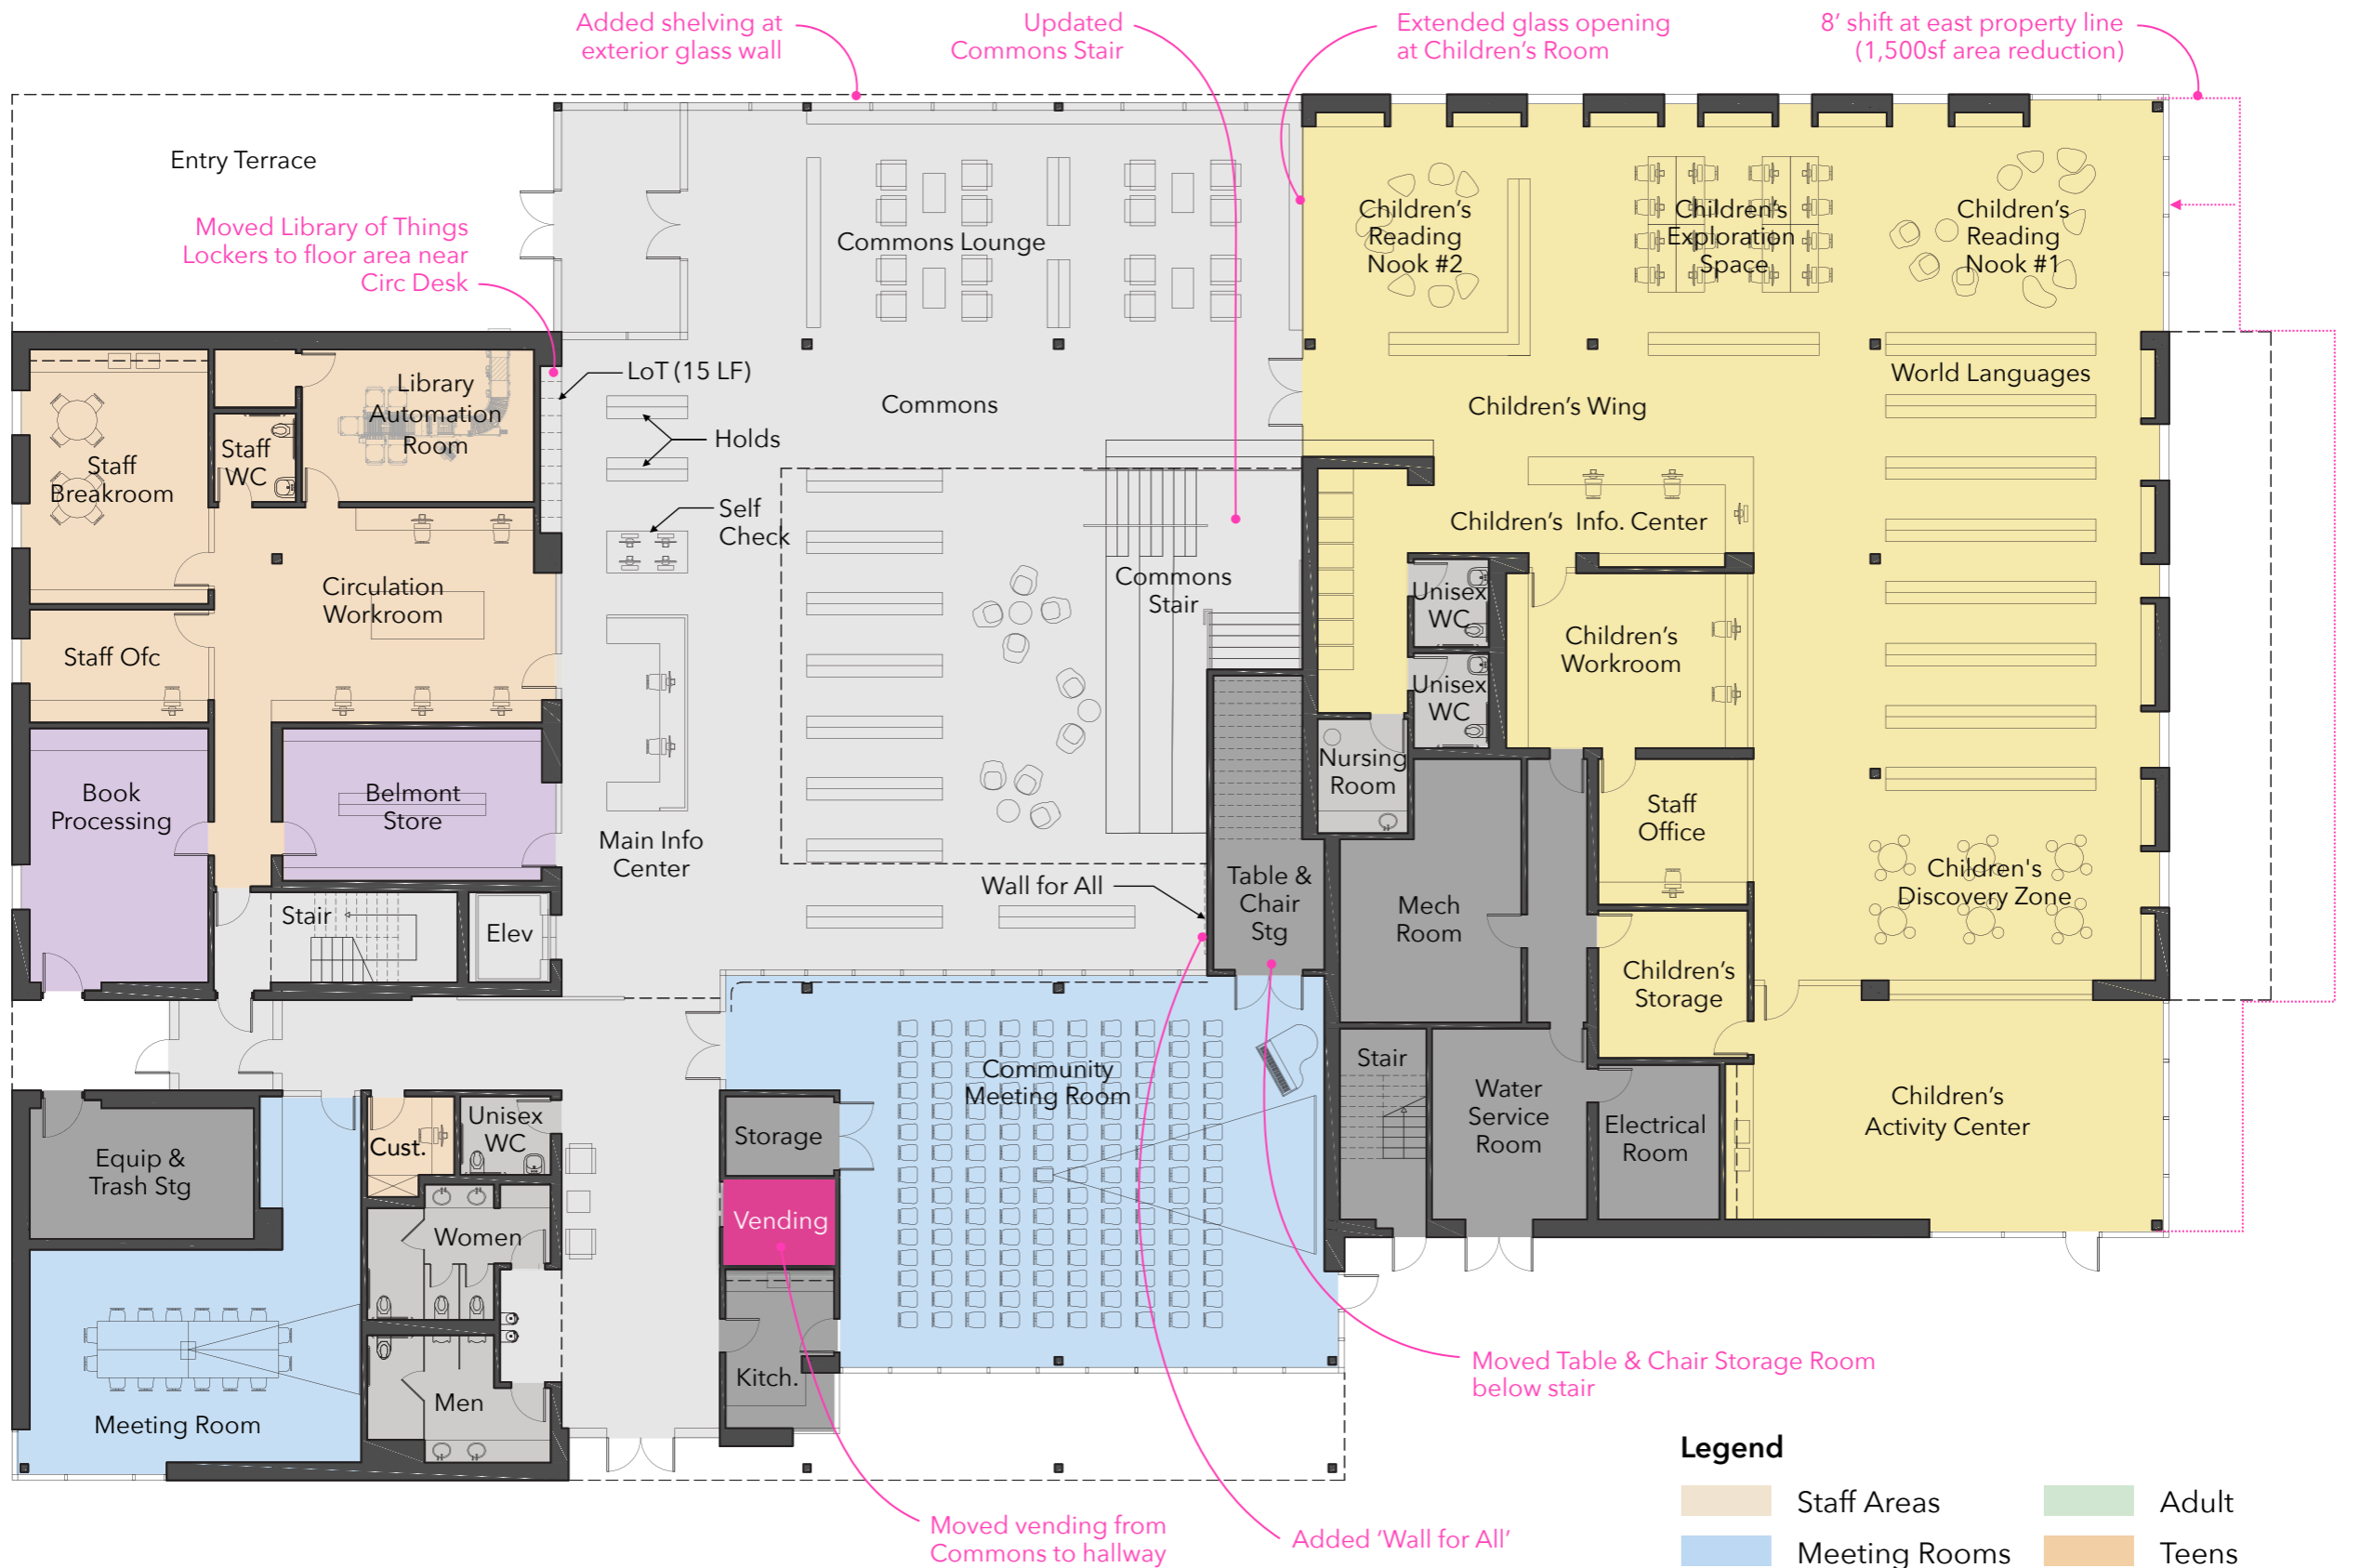 Added shelving at
exterior glass wall
Updated
Commons Stair
Extended glass opening
at Children's Room
8' shift at east property line
(1,500sf area reduction)
Entry Terrace
Moved Library of Things
Lockers to floor area near
Circ Desk
Commons Lounge
Children's
Reading
Nook #2
Children's
Exploration
Space
Children's
Reading
Nook #1
LoT (15 LF)
Library
Automation
Room
Commons
Children's Wing
World Languages
Holds
Staff
WC
Staff
Breakroom
Self
Check
Children's Info. Center
Circulation
Workroom
Commons
Stair
Unisex
WC
Children's
Workroom
Staff Ofc
Unisex
WC
Nursing
Room
Book
Processing
Belmont
Store
Staff
Office
Main Info
Center
Wall for All
Table &
Chair
Stg
Children's
Discovery Zone
Stair
Elev
Mech
Room
Children's
Storage
Community
Meeting Room
Stair
Water
Service
Room
Children's
Activity Center
Electrical
Room
Equip &
Trash Stg
Cust.
Unisex
WC
Storage
Vending
Women
Kitch.
Men
Meeting Room
Moved Table & Chair Storage Room
below stair
Moved vending from
Commons to hallway
Added 'Wall for All'
Legend
Staff Areas
Adult
Meeting Rooms
Teens